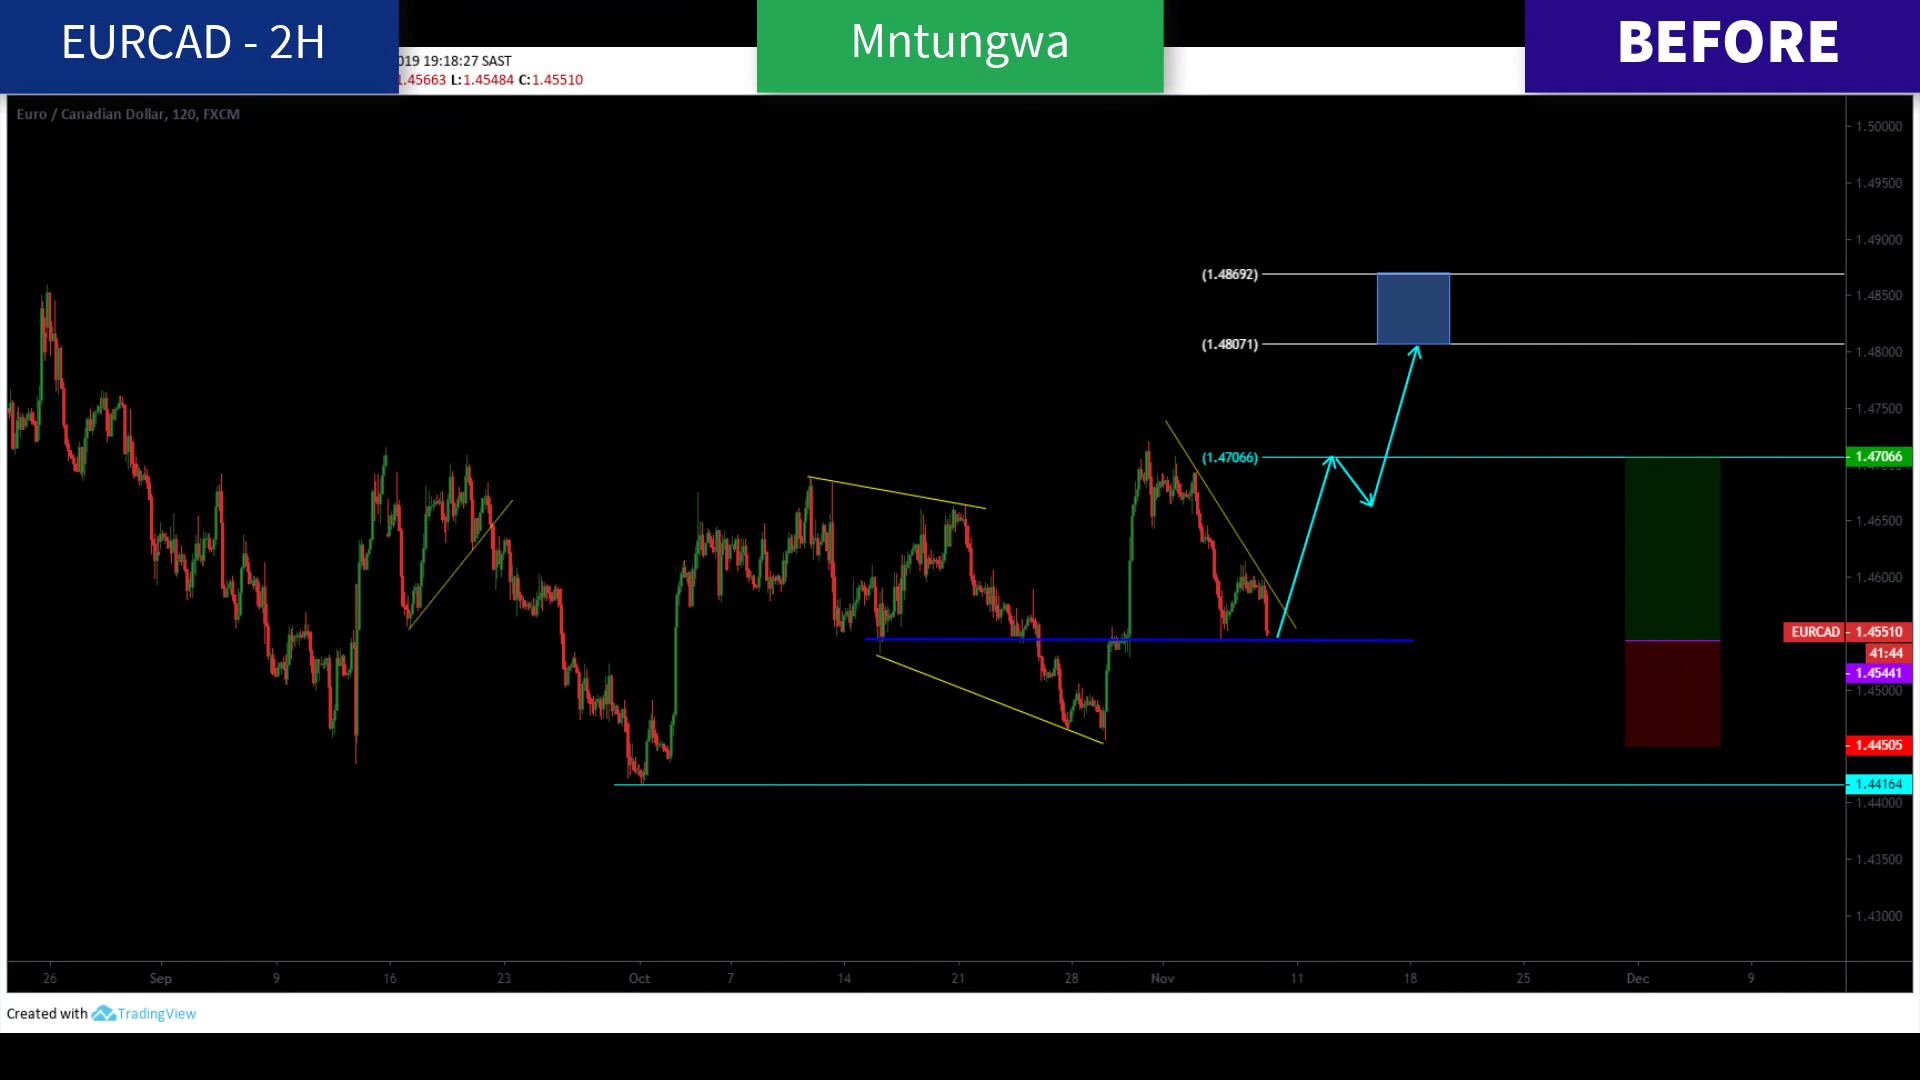 EURCAD - 2H
Mntungwa
BEFORE
019 19:18:27 SAST
1.45663 L:1.45484 C:1.45510
Euro / Canadian Dollar, 120, FXCM
1.50000
1.49500
1.49000
(1.48692)
1.48500
(1.48071)
1.48000
1.47500
(1.47066)
1.47066
1.46500
1.46000
EURCAD
1.45510
41:44
1.45441
1.45000
1.44505
1.44164
1.44000
1.43500
1.43000
26 Sep 9 16 23 Oct 7 14 21 28 Nov 11 18 25 Dec 9
Created with TradingView